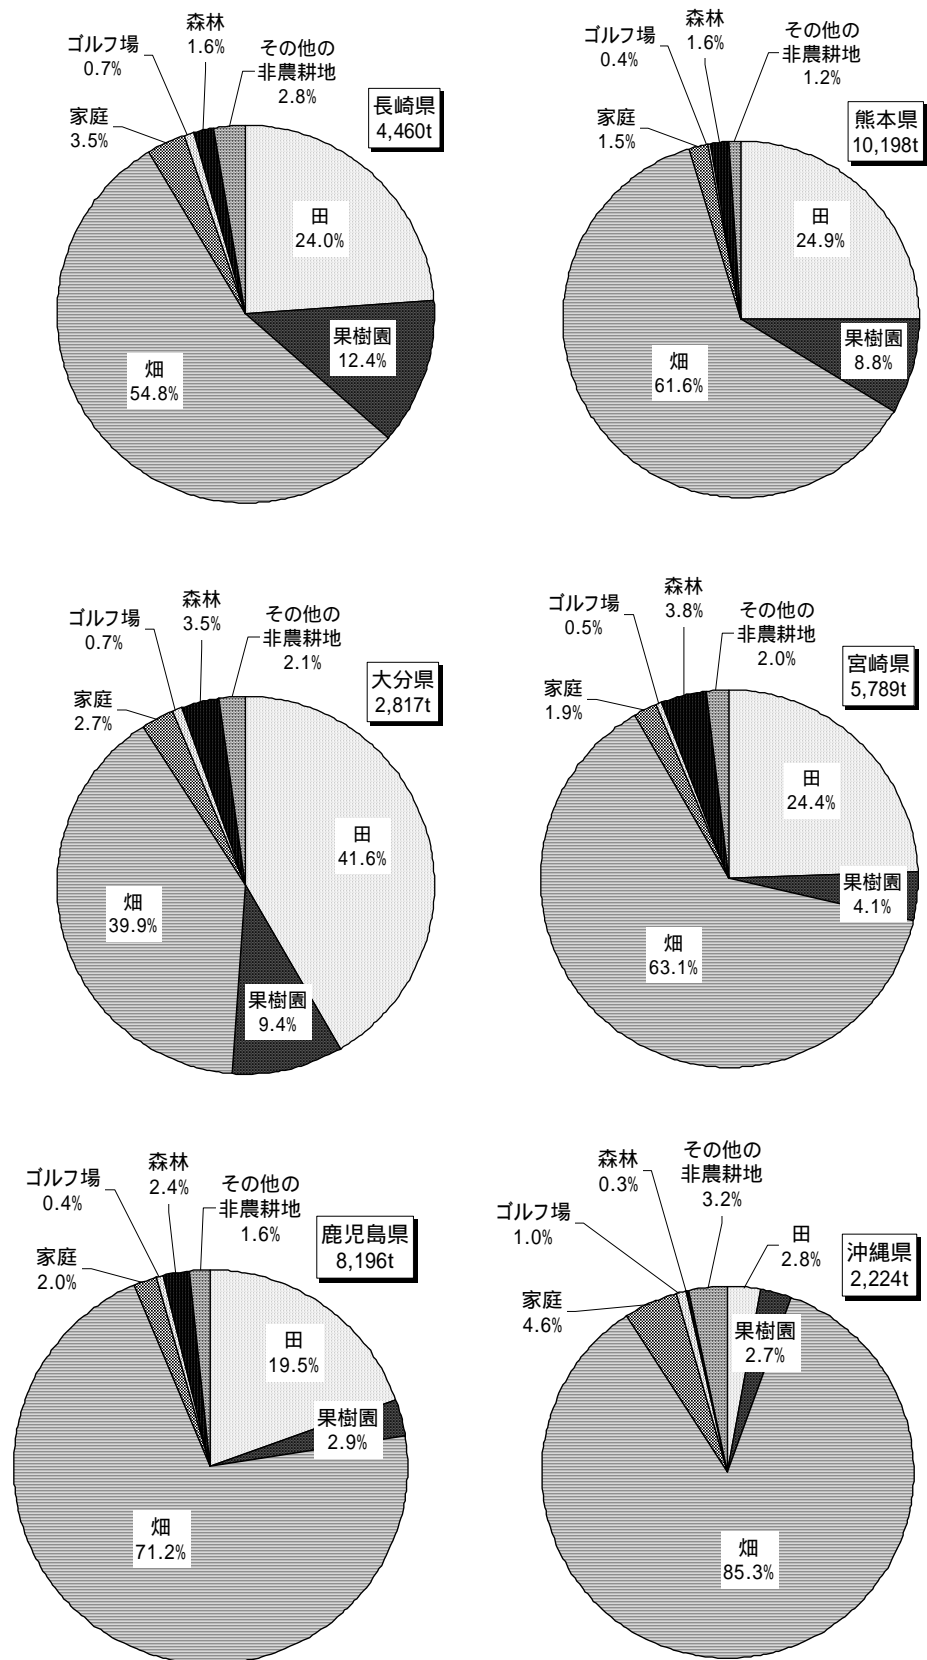 ゴルフ場
0.7%
森林
1.6%
その他の
非農耕地
2.8%
家庭
3.5%
長崎県
4,460t
田
24.0%
果樹園
12.4%
畑
54.8%
ゴルフ場
0.4%
森林
1.6%
その他の
非農耕地
1.2%
家庭
1.5%
熊本県
10,198t
田
24.9%
果樹園
8.8%
畑
61.6%
ゴルフ場
0.7%
森林
3.5%
その他の
非農耕地
2.1%
家庭
2.7%
大分県
2,817t
田
41.6%
畑
39.9%
果樹園
9.4%
ゴルフ場
0.5%
森林
3.8%
その他の
非農耕地
2.0%
家庭
1.9%
宮崎県
5,789t
田
24.4%
果樹園
4.1%
畑
63.1%
ゴルフ場
0.4%
森林
2.4%
その他の
非農耕地
1.6%
家庭
2.0%
鹿児島県
8,196t
田
19.5%
果樹園
2.9%
畑
71.2%
ゴルフ場
1.0%
森林
0.3%
その他の
非農耕地
3.2%
田
2.8%
家庭
4.6%
沖縄県
2,224t
果樹園
2.7%
畑
85.3%